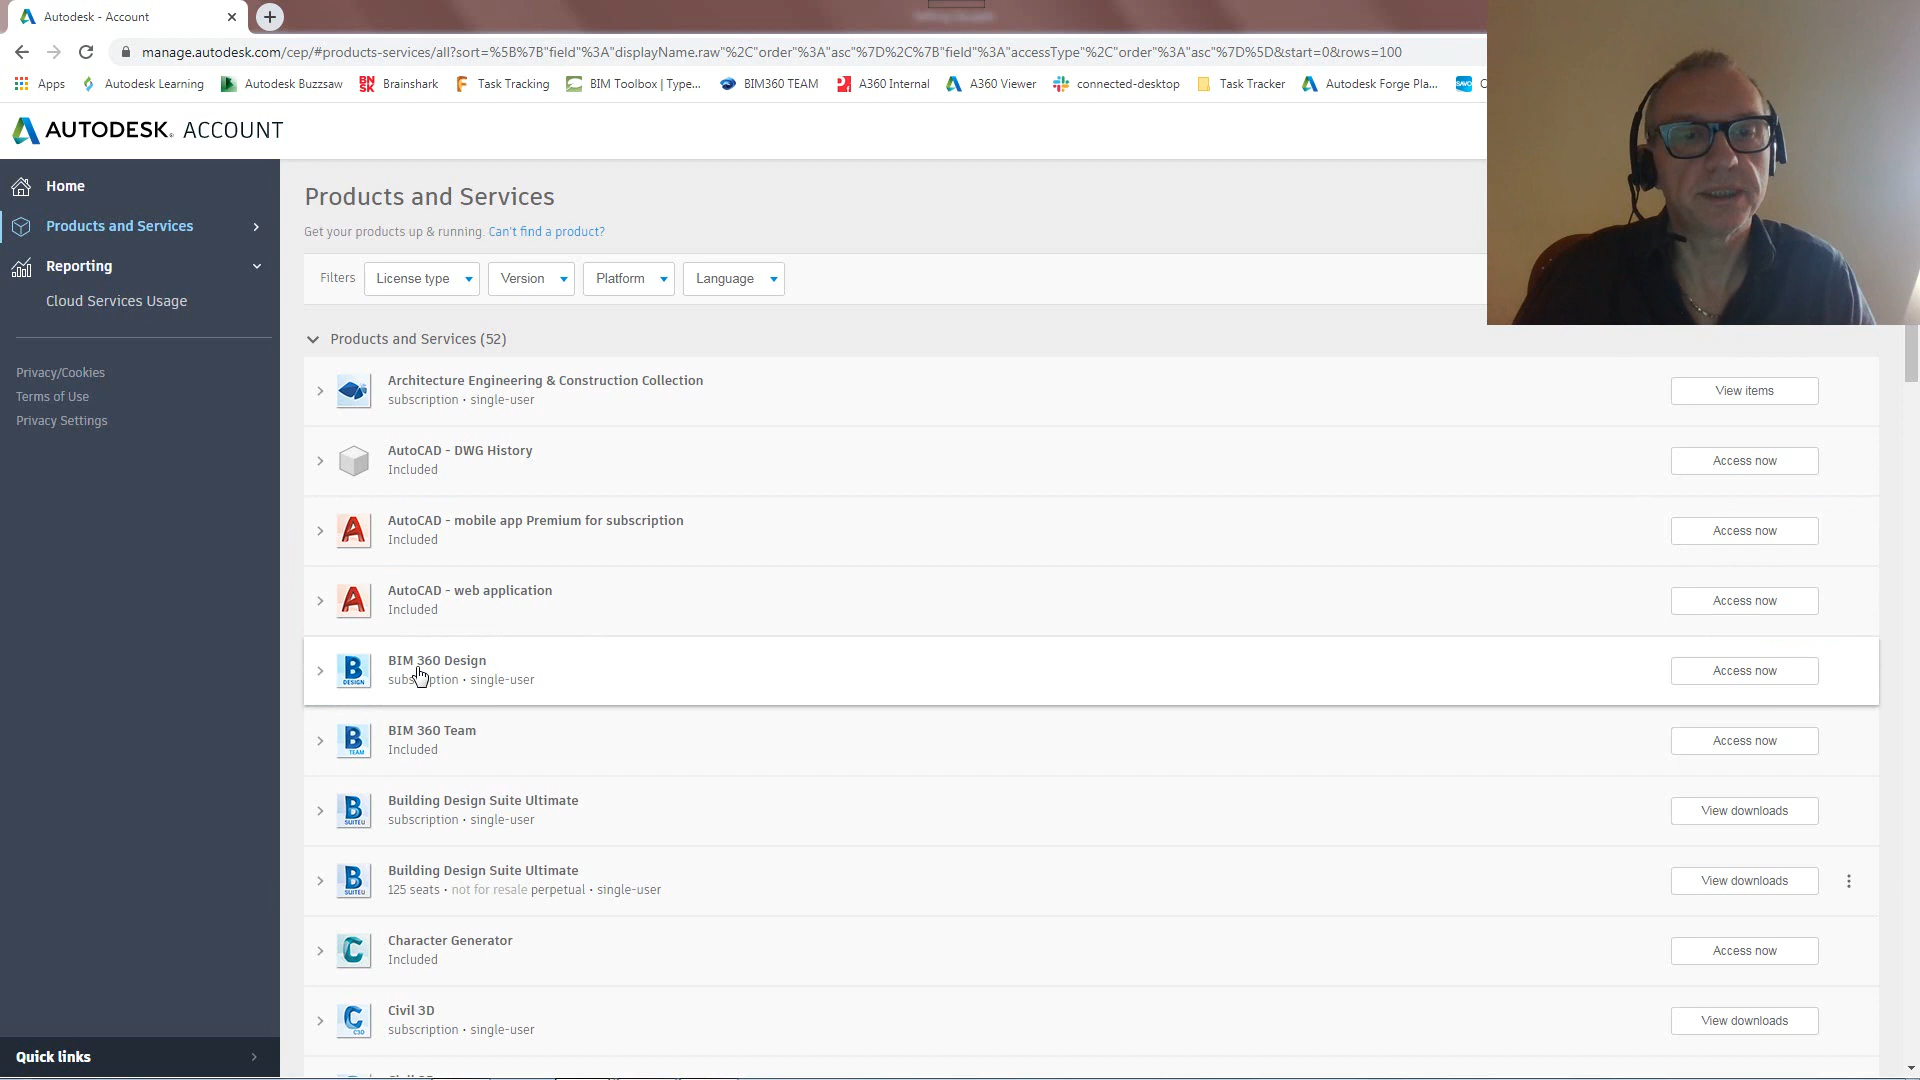 Autodesk - Account
manage.autodesk.com/cep/#products-services/all?sort=%5B%7B"field"%3A"displayName.raw"%2C"order"%3A"asc"%7D%2C%7B"field"%3A"accessType"%2C"order"%3A"asc"%7D%5D&start=0&rows=100
Apps Autodesk Learning Autodesk Buzzsaw Brainshark Task Tracking BIM Toolbox | Type... BIM360 TEAM A360 Internal A360 Viewer connected-desktop Task Tracker Autodesk Forge Pla...
AUTODESK. ACCOUNT
Home
Products and Services
Reporting
Cloud Services Usage
Privacy/Cookies
Terms of Use
Privacy Settings
Quick links
Products and Services
Get your products up & running. Can't find a product?
Filters License type Version Platform Language
Products and Services (52)
Architecture Engineering & Construction Collection
subscription • single-user
View items
AutoCAD - DWG History
Included
Access now
AutoCAD - mobile app Premium for subscription
Included
Access now
AutoCAD - web application
Included
Access now
BIM 360 Design
subscription • single-user
Access now
BIM 360 Team
Included
Access now
Building Design Suite Ultimate
subscription • single-user
View downloads
Building Design Suite Ultimate
125 seats • not for resale perpetual • single-user
View downloads
Character Generator
Included
Access now
Civil 3D
subscription • single-user
View downloads